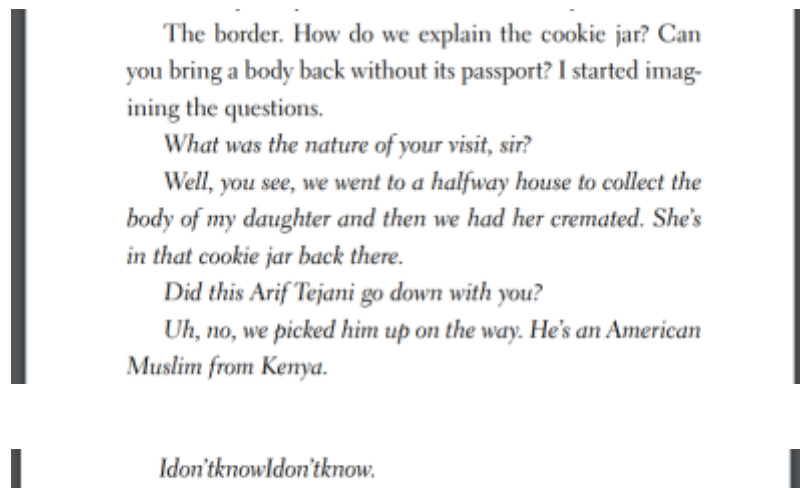 The border. How do we explain the cookie jar? Can
you bring a body back without its passport? I started imag-
ining the questions.
What was the nature of your visit, sir?
Well, you see, we went to a halfway house to collect the
body of my daughter and then we had her cremated. She's
in that cookie jar back there.
Did this Arif Tejani go down with you?
Uh, no, we picked him up on the way. He's an American
Muslim from Kenya.
Idon'tknowIdon'tknow.